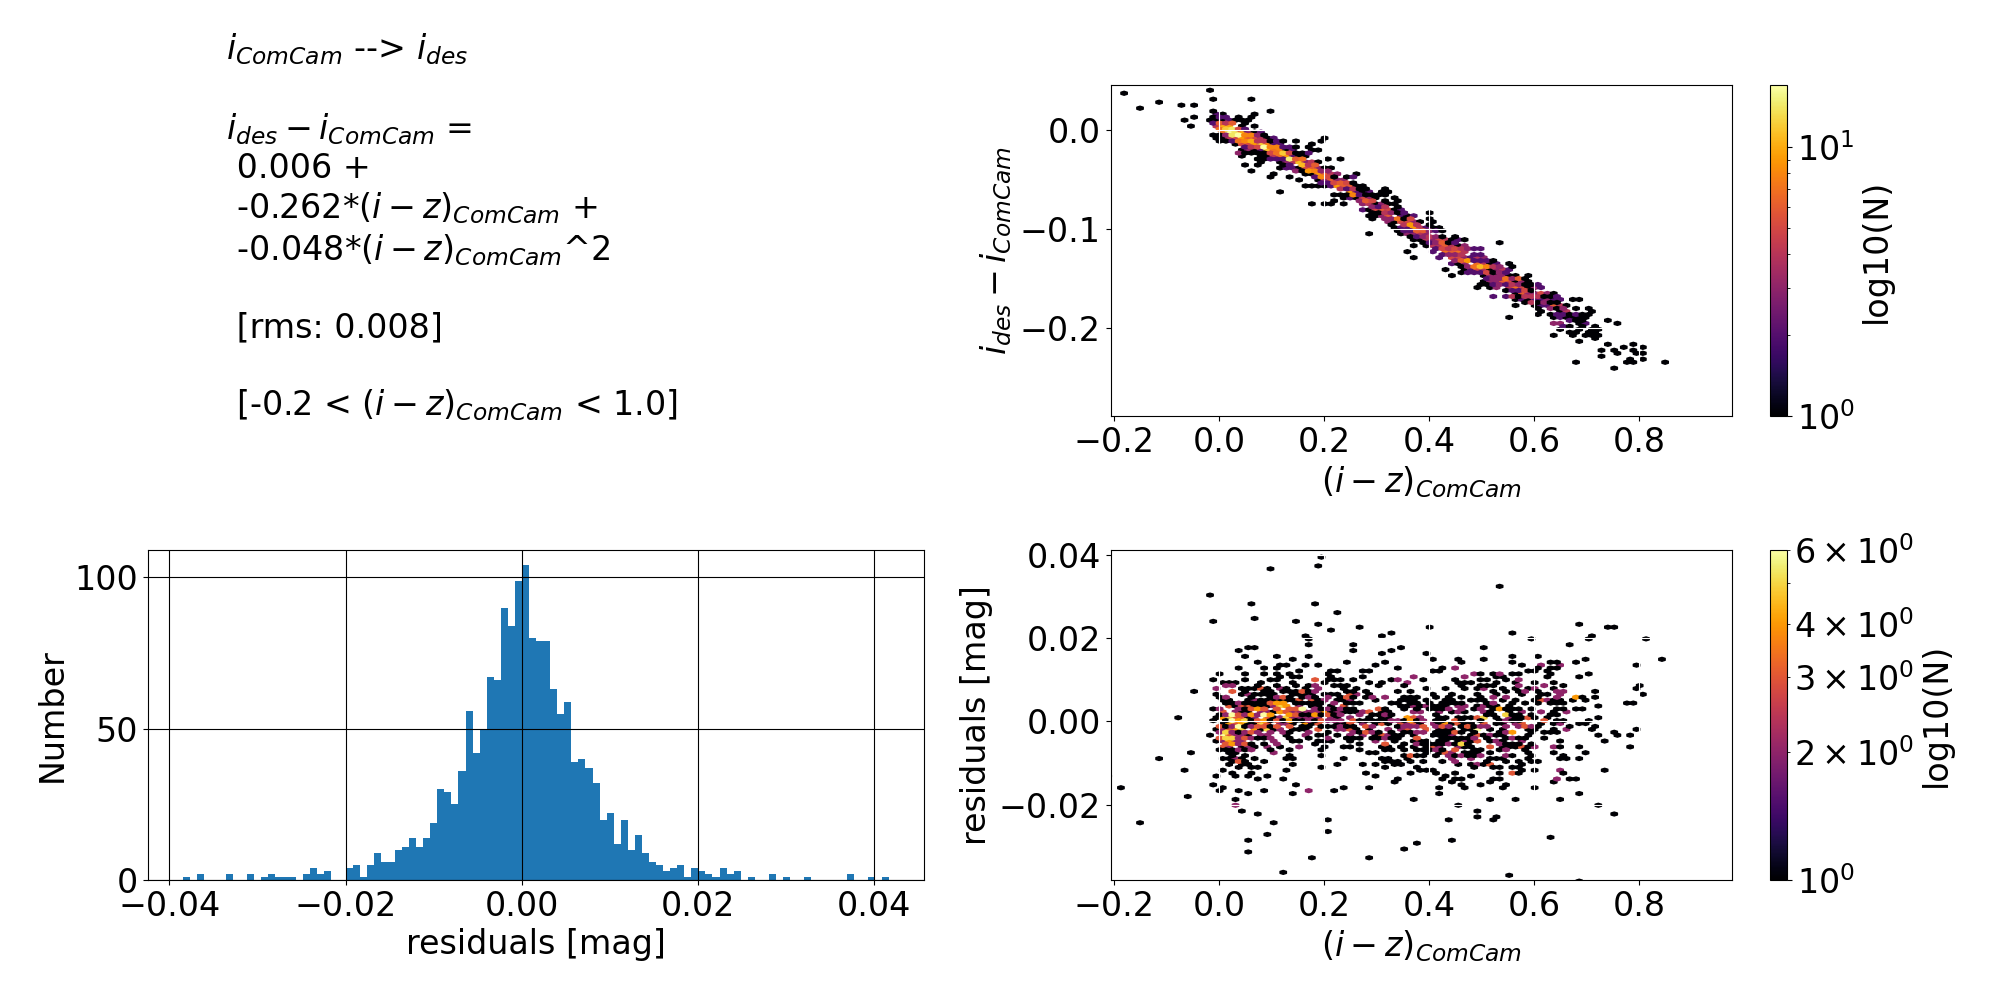 i_ComCam --> i_des
i_des − i_ComCam =
0.006 +
-0.262*(i − z)_ComCam +
-0.048*(i − z)_ComCam^2
[rms: 0.008]
[-0.2 < (i − z)_ComCam < 1.0]
0.0
−0.1
−0.2
i_des − i_ComCam
−0.2 0.0 0.2 0.4 0.6 0.8
(i − z)_ComCam
10^1
10^0
log10(N)
100
50
0
Number
−0.04 −0.02 0.00 0.02 0.04
residuals [mag]
0.04
0.02
0.00
−0.02
residuals [mag]
−0.2 0.0 0.2 0.4 0.6 0.8
(i − z)_ComCam
6 × 10^0
4 × 10^0
3 × 10^0
2 × 10^0
10^0
log10(N)